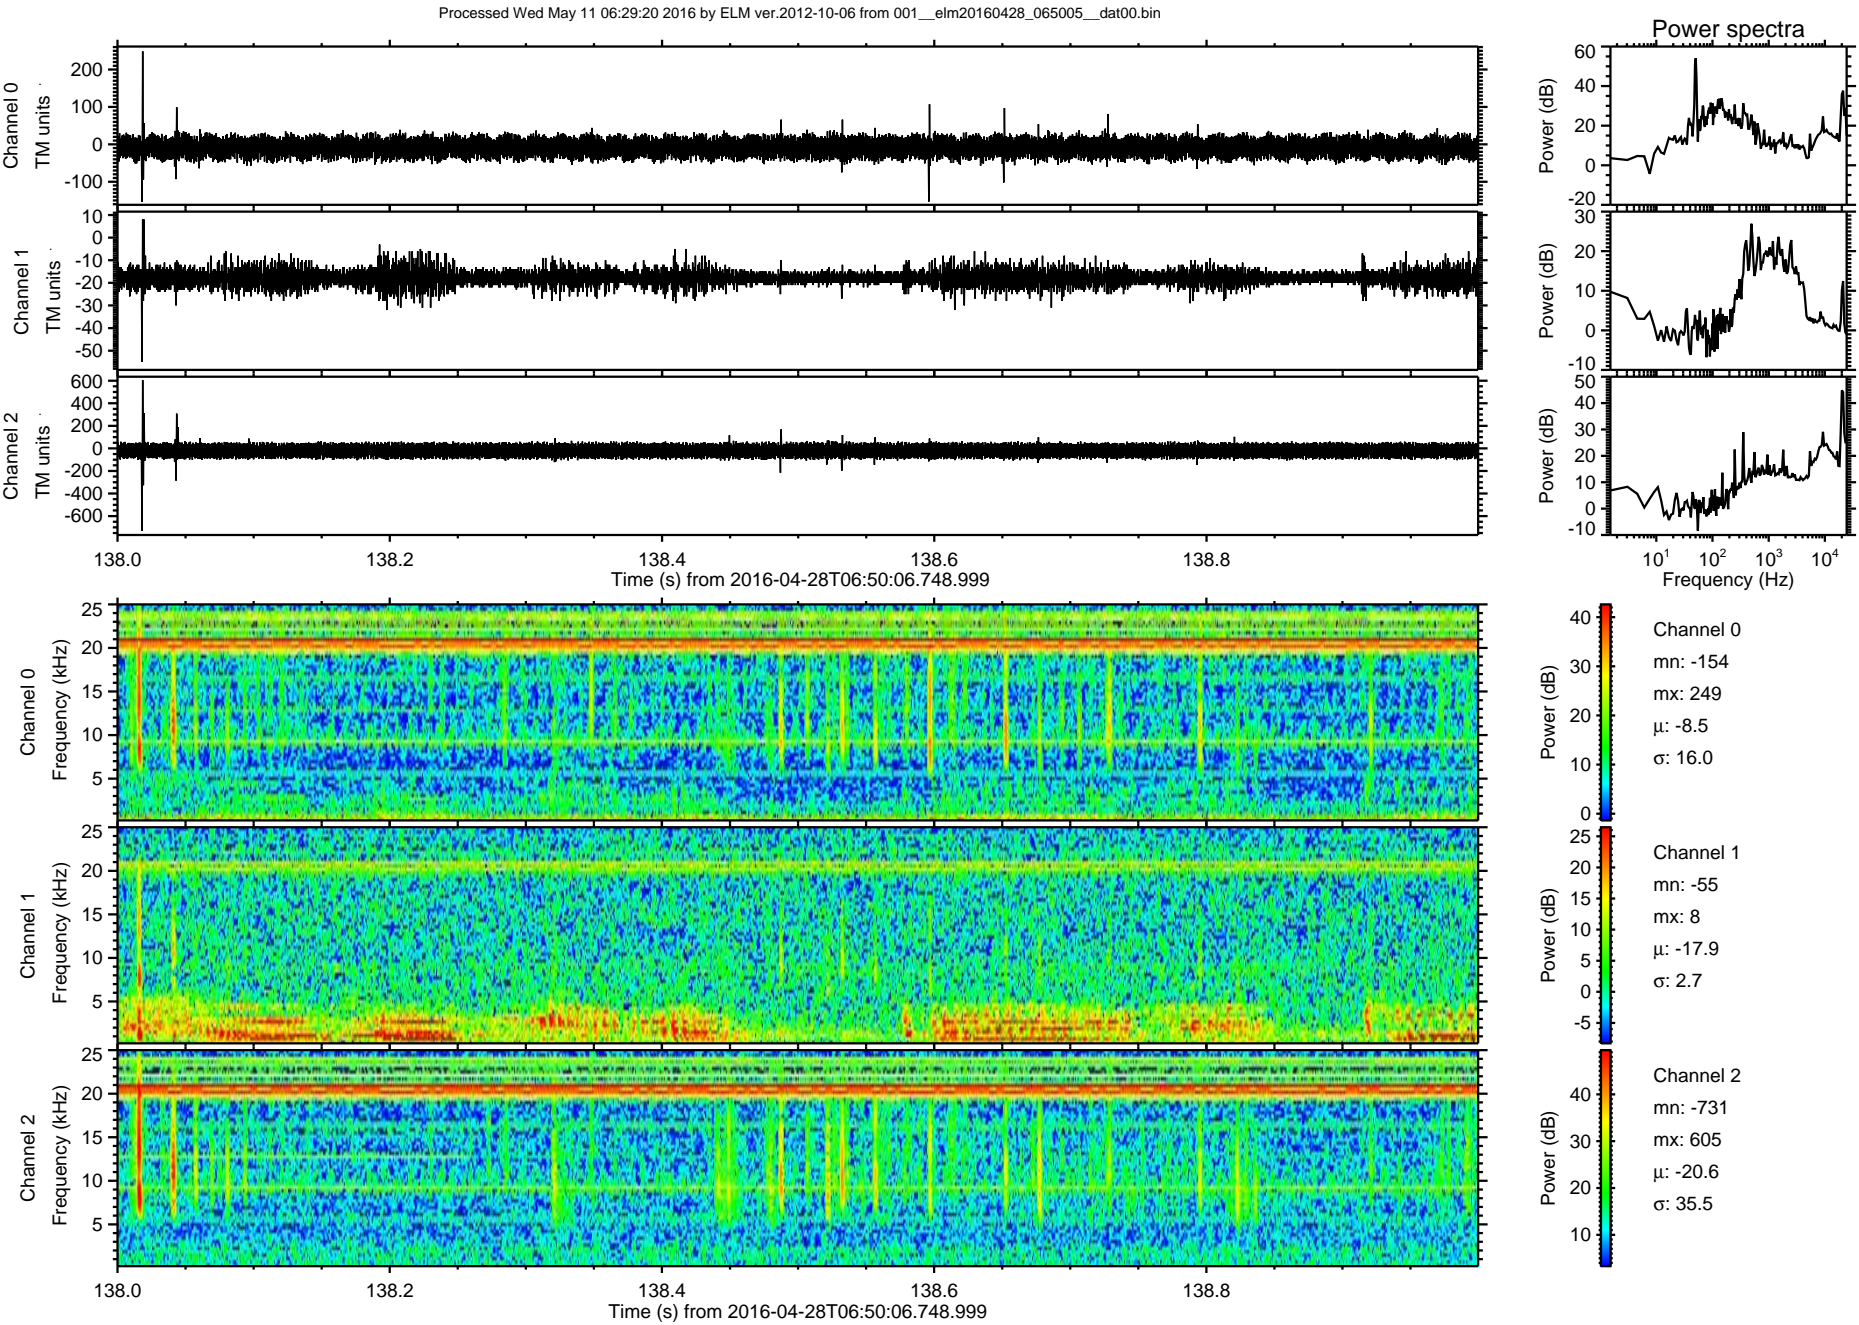 Processed Wed May 11 06:29:20 2016 by ELM ver.2012-10-06 from 001__elm20160428_065005__dat00.bin
Power spectra
Channel 0
TM units
200
100
0
-100
Power (dB)
60
40
20
0
-20
Channel 1
TM units
10
0
-10
-20
-30
-40
-50
Power (dB)
30
20
10
0
-10
Channel 2
TM units
600
400
200
0
-200
-400
-600
Power (dB)
50
40
30
20
10
0
-10
138.0 138.2 138.4 138.6 138.8
Time (s) from 2016-04-28T06:50:06.748.999
10¹ 10² 10³ 10⁴
Frequency (Hz)
Channel 0
Frequency (kHz)
25
20
15
10
5
Power (dB)
40
30
20
10
0
Channel 0
mn: -154
mx: 249
μ: -8.5
σ: 16.0
Channel 1
Frequency (kHz)
25
20
15
10
5
Power (dB)
25
20
15
10
5
0
-5
Channel 1
mn: -55
mx: 8
μ: -17.9
σ: 2.7
Channel 2
Frequency (kHz)
25
20
15
10
5
Power (dB)
40
30
20
10
Channel 2
mn: -731
mx: 605
μ: -20.6
σ: 35.5
138.0 138.2 138.4 138.6 138.8
Time (s) from 2016-04-28T06:50:06.748.999